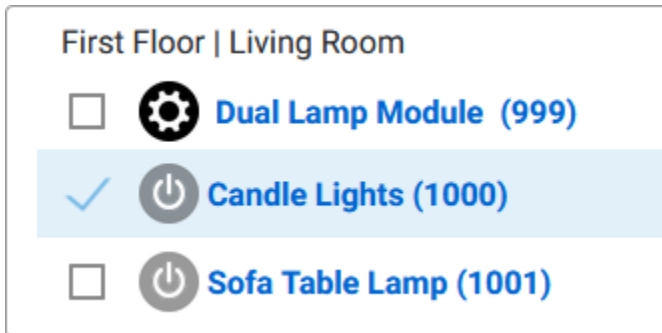 First Floor | Living Room
Dual Lamp Module  (999)
Candle Lights (1000)
Sofa Table Lamp (1001)